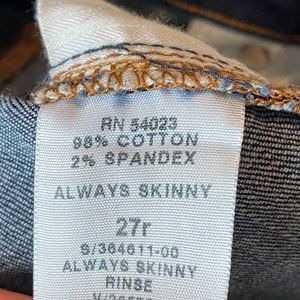 RN 54023
98% COTTON
2% SPANDEX
ALWAYS SKINNY
27r
S/364611-00
ALWAYS SKINNY
RINSE